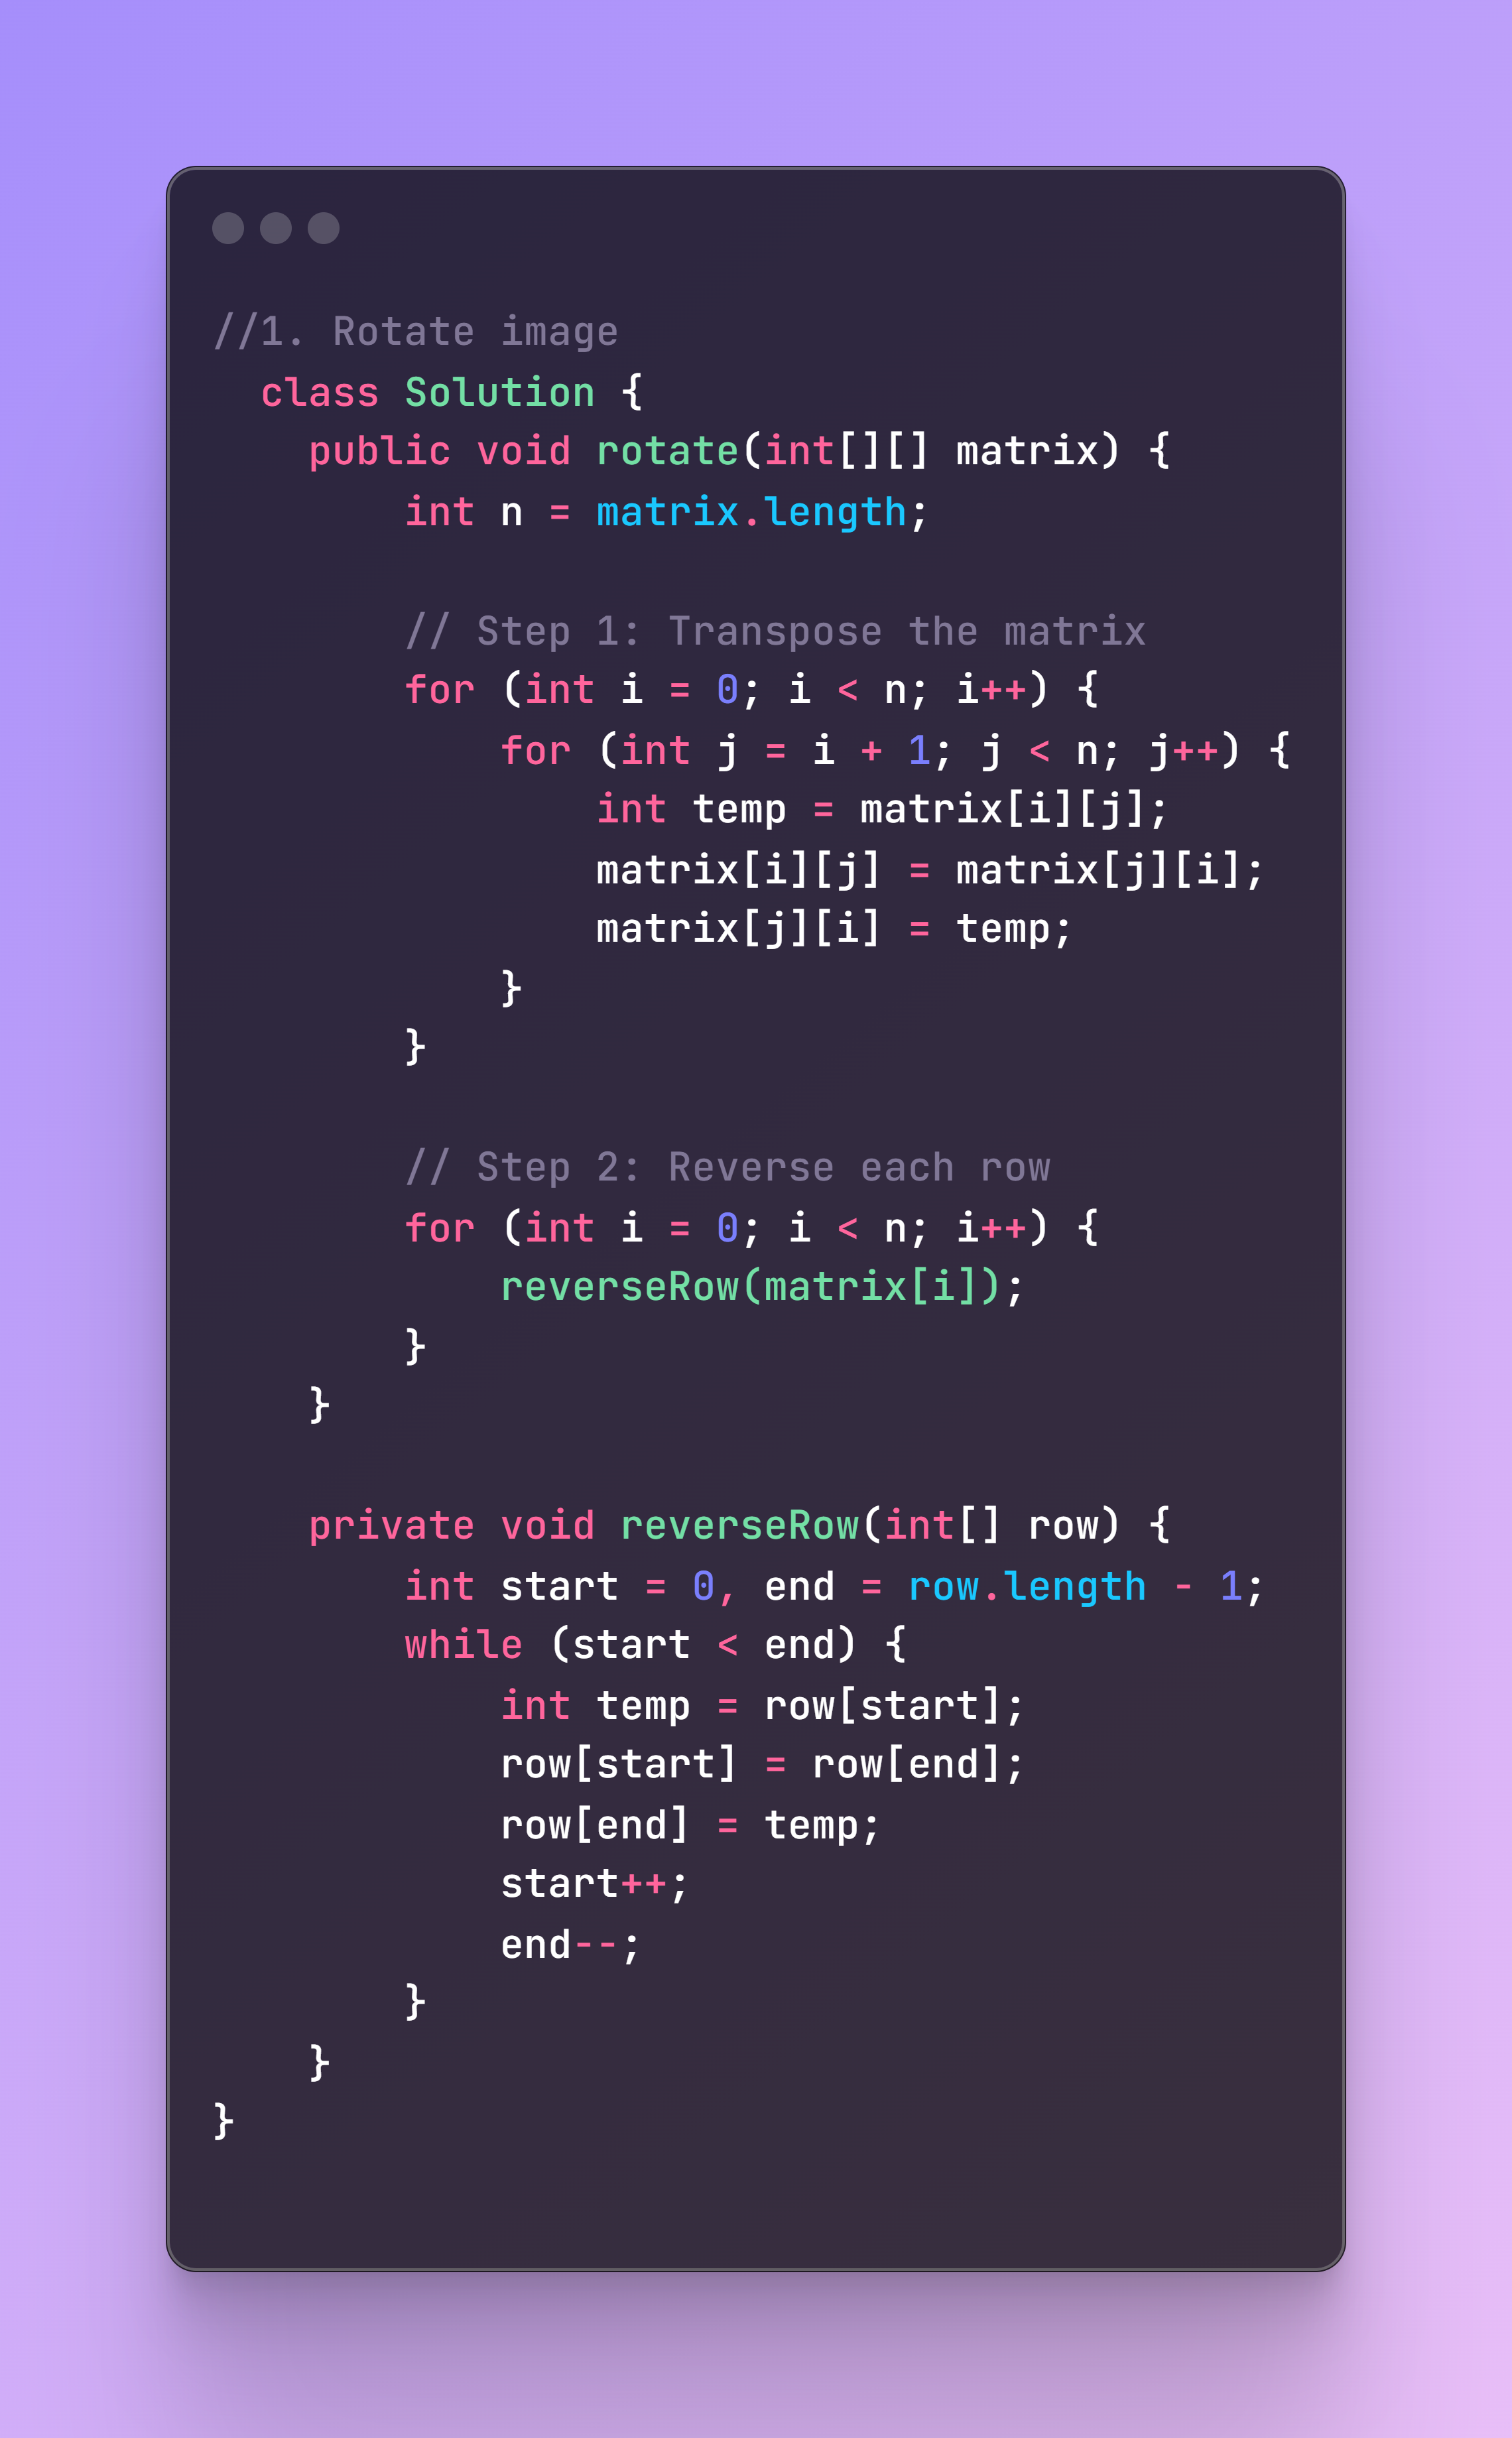 //1. Rotate image
  class Solution {
    public void rotate(int[][] matrix) {
        int n = matrix.length;

        // Step 1: Transpose the matrix
        for (int i = 0; i < n; i++) {
            for (int j = i + 1; j < n; j++) {
                int temp = matrix[i][j];
                matrix[i][j] = matrix[j][i];
                matrix[j][i] = temp;
            }
        }

        // Step 2: Reverse each row
        for (int i = 0; i < n; i++) {
            reverseRow(matrix[i]);
        }
    }

    private void reverseRow(int[] row) {
        int start = 0, end = row.length - 1;
        while (start < end) {
            int temp = row[start];
            row[start] = row[end];
            row[end] = temp;
            start++;
            end--;
        }
    }
}